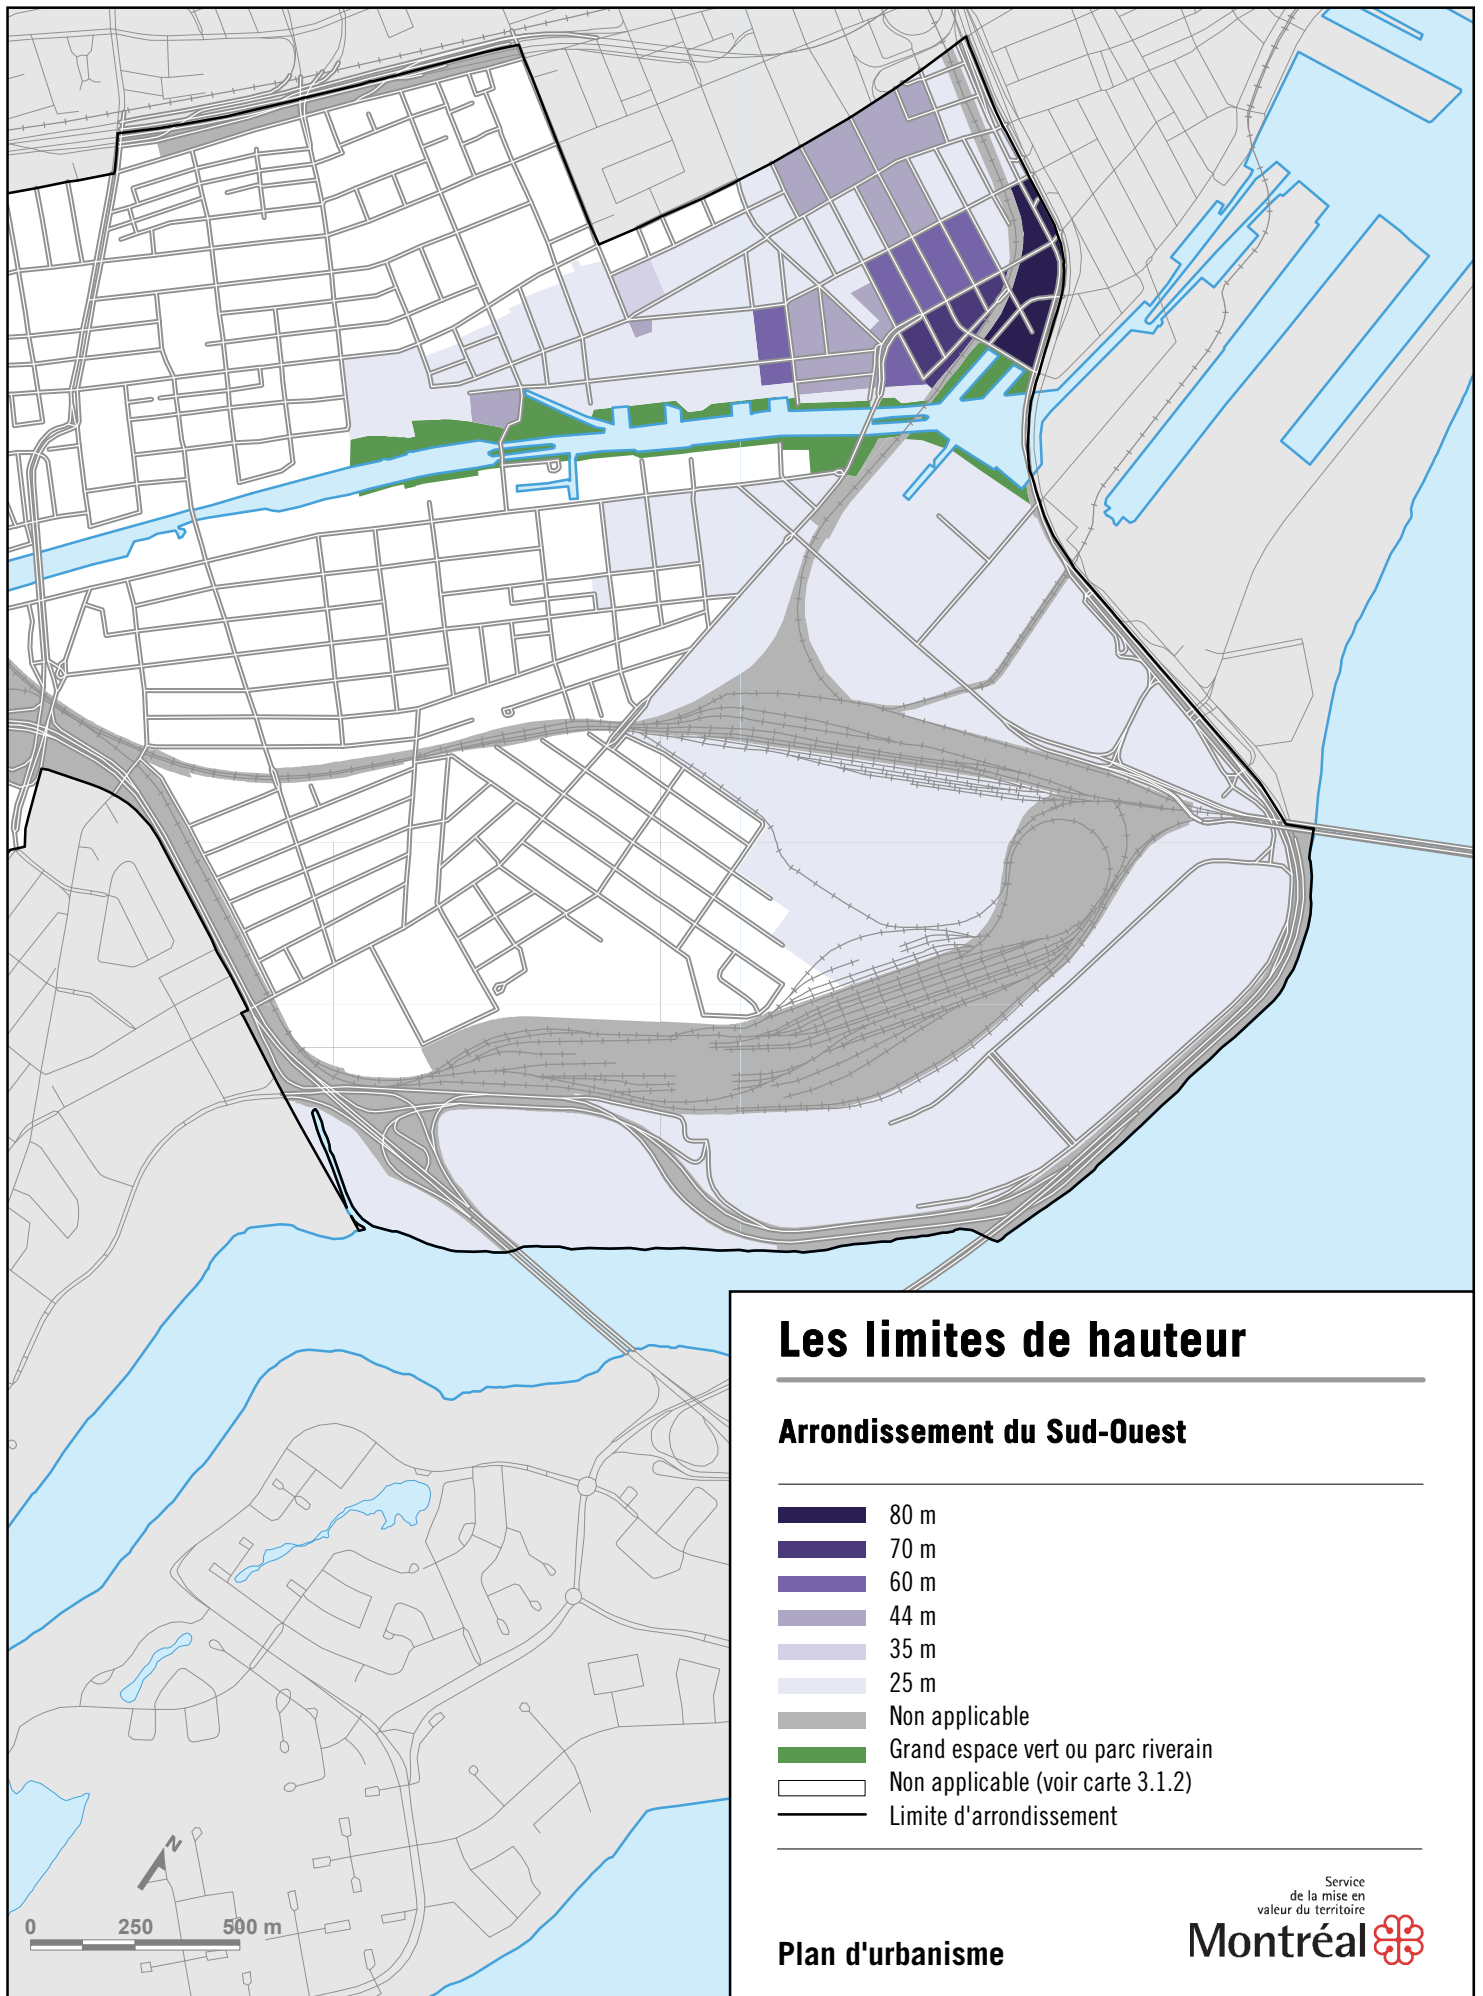 Les limites de hauteur
Arrondissement du Sud-Ouest
80 m
70 m
60 m
44 m
35 m
25 m
Non applicable
Grand espace vert ou parc riverain
Non applicable (voir carte 3.1.2)
Limite d'arrondissement
N
0 250 500 m
Plan d'urbanisme
Service
de la mise en
valeur du territoire
Montréal